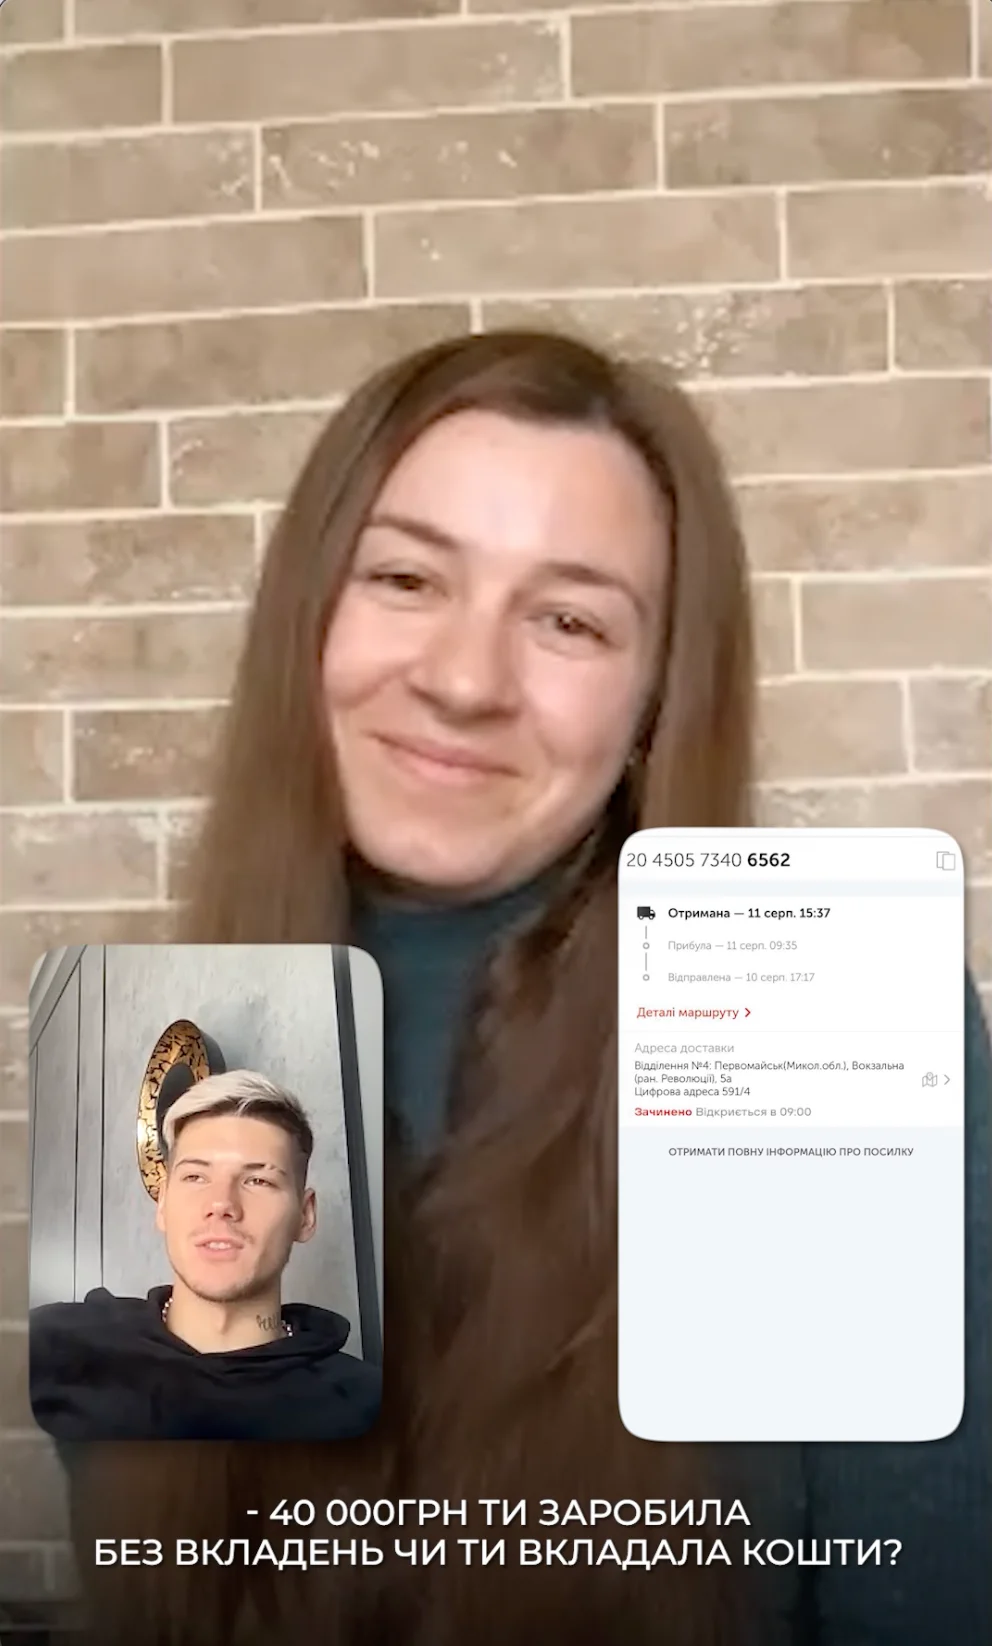 20 4505 7340 6562
Отримана — 11 серп. 15:37
Прибула — 11 серп. 09:35
Відправлена — 10 серп. 17:17
Деталі маршруту
Адреса доставки
Відділення №4: Первомайськ(Микол.обл.), Вокзальна
(ран. Революції), 5а
Цифрова адреса 591/4
Зачинено Відкриється в 09:00
ОТРИМАТИ ПОВНУ ІНФОРМАЦІЮ ПРО ПОСИЛКУ
- 40 000ГРН ТИ ЗАРОБИЛА
БЕЗ ВКЛАДЕНЬ ЧИ ТИ ВКЛАДАЛА КОШТИ?